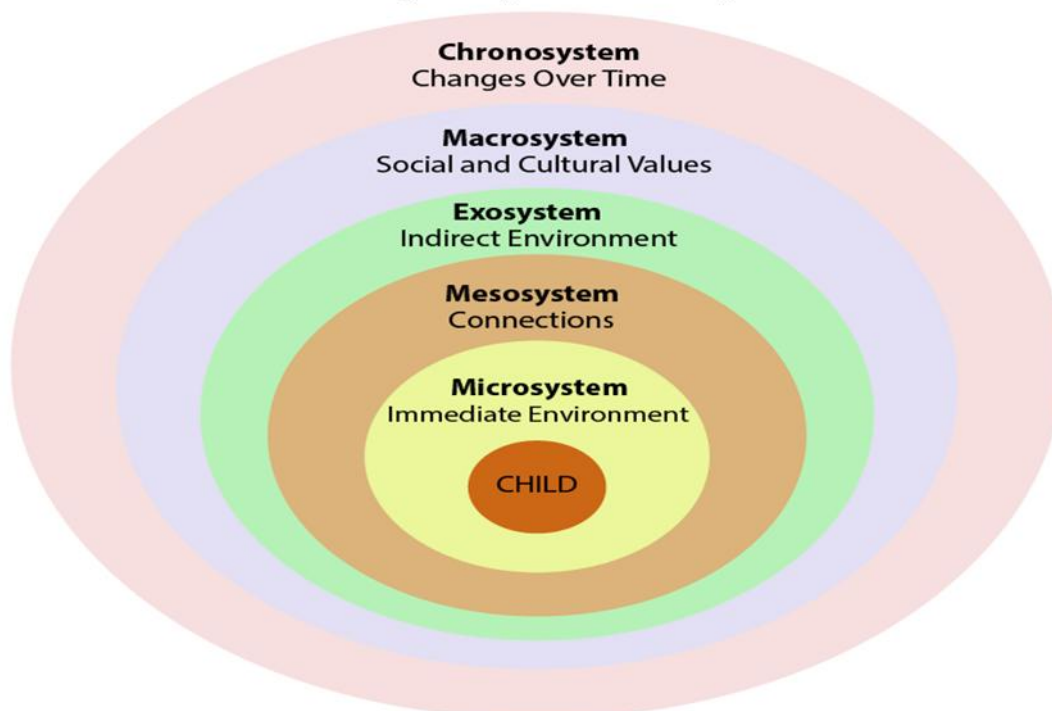 Chronosystem
Changes Over Time
Macrosystem
Social and Cultural Values
Exosystem
Indirect Environment
Mesosystem
Connections
Microsystem
Immediate Environment
CHILD